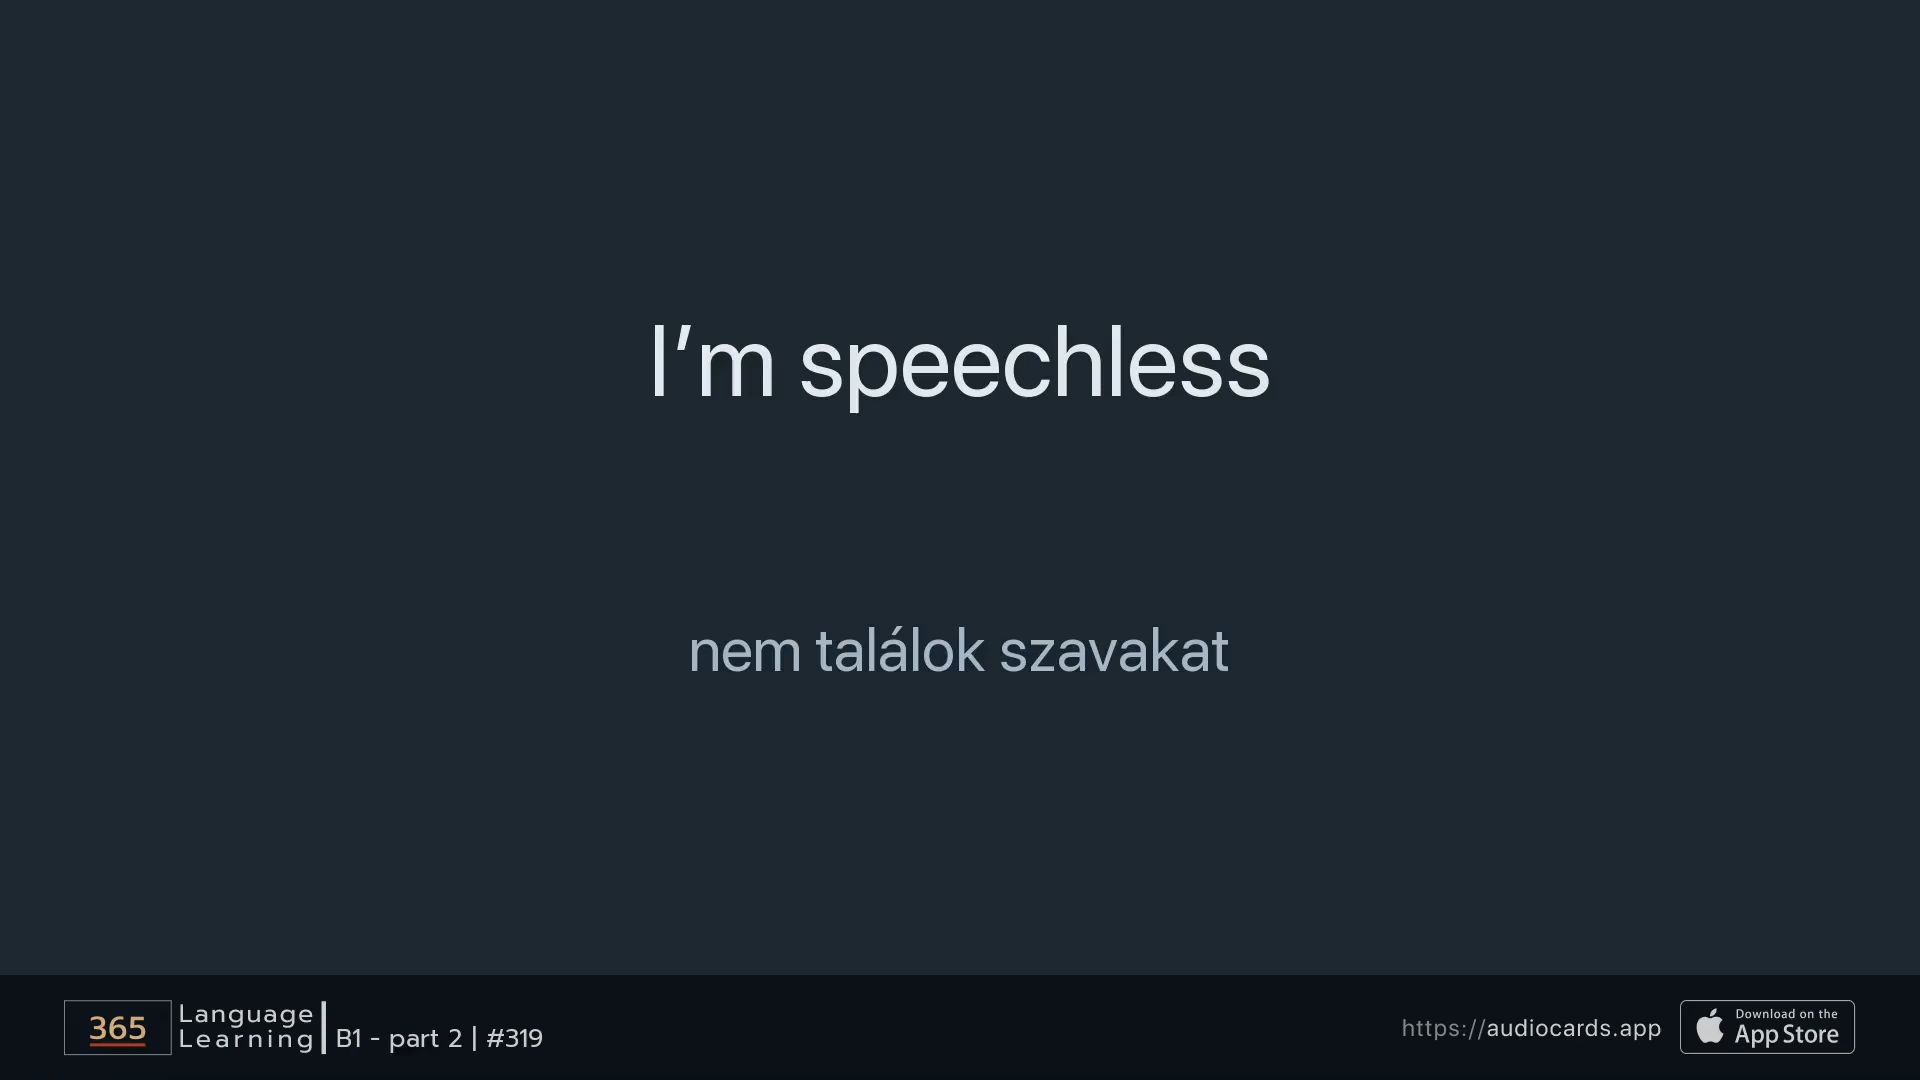 I’m speechless
nem találok szavakat
365
Language
Learning
B1 - part 2 | #319
https://audiocards.app
Download on the
App Store